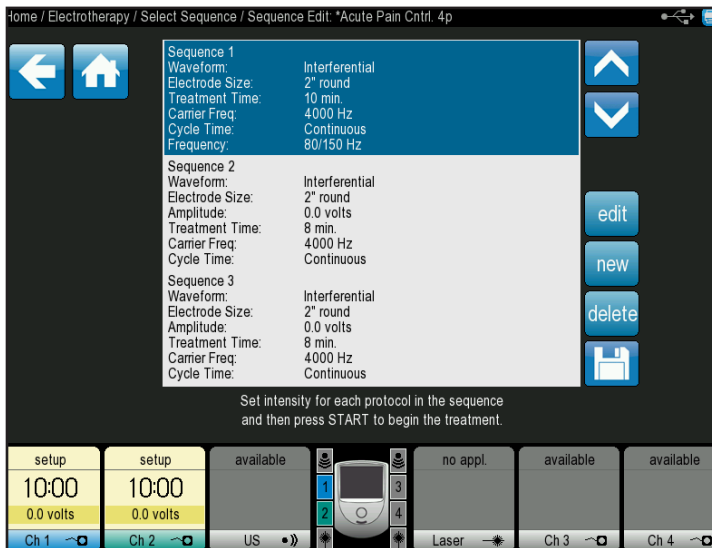 Home / Electrotherapy / Select Sequence / Sequence Edit: *Acute Pain Cntrl. 4p
Sequence 1
Waveform: Interferential
Electrode Size: 2" round
Treatment Time: 10 min.
Carrier Freq: 4000 Hz
Cycle Time: Continuous
Frequency: 80/150 Hz
Sequence 2
Waveform: Interferential
Electrode Size: 2" round
Amplitude: 0.0 volts
Treatment Time: 8 min.
Carrier Freq: 4000 Hz
Cycle Time: Continuous
Sequence 3
Waveform: Interferential
Electrode Size: 2" round
Amplitude: 0.0 volts
Treatment Time: 8 min.
Carrier Freq: 4000 Hz
Cycle Time: Continuous
edit
new
delete
Set intensity for each protocol in the sequence
and then press START to begin the treatment.
setup setup available no appl. available available
10:00 10:00 1 3
0.0 volts 0.0 volts 2 4
Ch 1 Ch 2 US Laser Ch 3 Ch 4